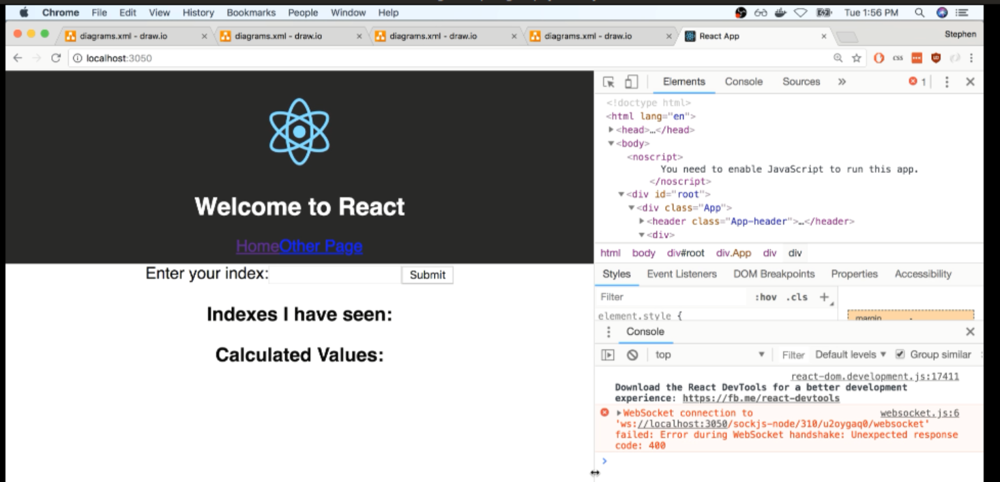 Chrome File Edit View History Bookmarks People Window Help Tue 1:56 PM
diagrams.xml - draw.io diagrams.xml - draw.io diagrams.xml - draw.io diagrams.xml - draw.io React App Stephen
localhost:3050 css
Welcome to React
HomeOther Page
Enter your index: Submit
Indexes I have seen:
Calculated Values:
Elements Console Sources » 1
<!doctype html>
<html lang="en">
<head>…</head>
<body>
<noscript>
You need to enable JavaScript to run this app.
</noscript>
<div id="root">
<div class="App">
<header class="App-header">…</header>
<div>
html body div#root div.App div div
Styles Event Listeners DOM Breakpoints Properties Accessibility
Filter :hov .cls +
element.style {
margin -
Console
top Filter Default levels ▼ Group similar
react-dom.development.js:17411
Download the React DevTools for a better development
experience: https://fb.me/react-devtools
WebSocket connection to websocket.js:6
'ws://localhost:3050/sockjs-node/310/u2oygaq0/websocket'
failed: Error during WebSocket handshake: Unexpected response
code: 400